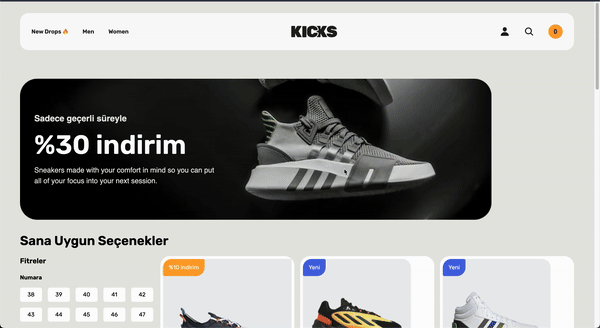 New Drops 🔥 Men Women KICKS 0
Sadece geçerli süreyle
%30 indirim
Sneakers made with your comfort in mind so you can put
all of your focus into your next session.
Sana Uygun Seçenekler
Fitreler
Numara
38 39 40 41 42
43 44 45 46 47
%10 indirim
Yeni
Yeni